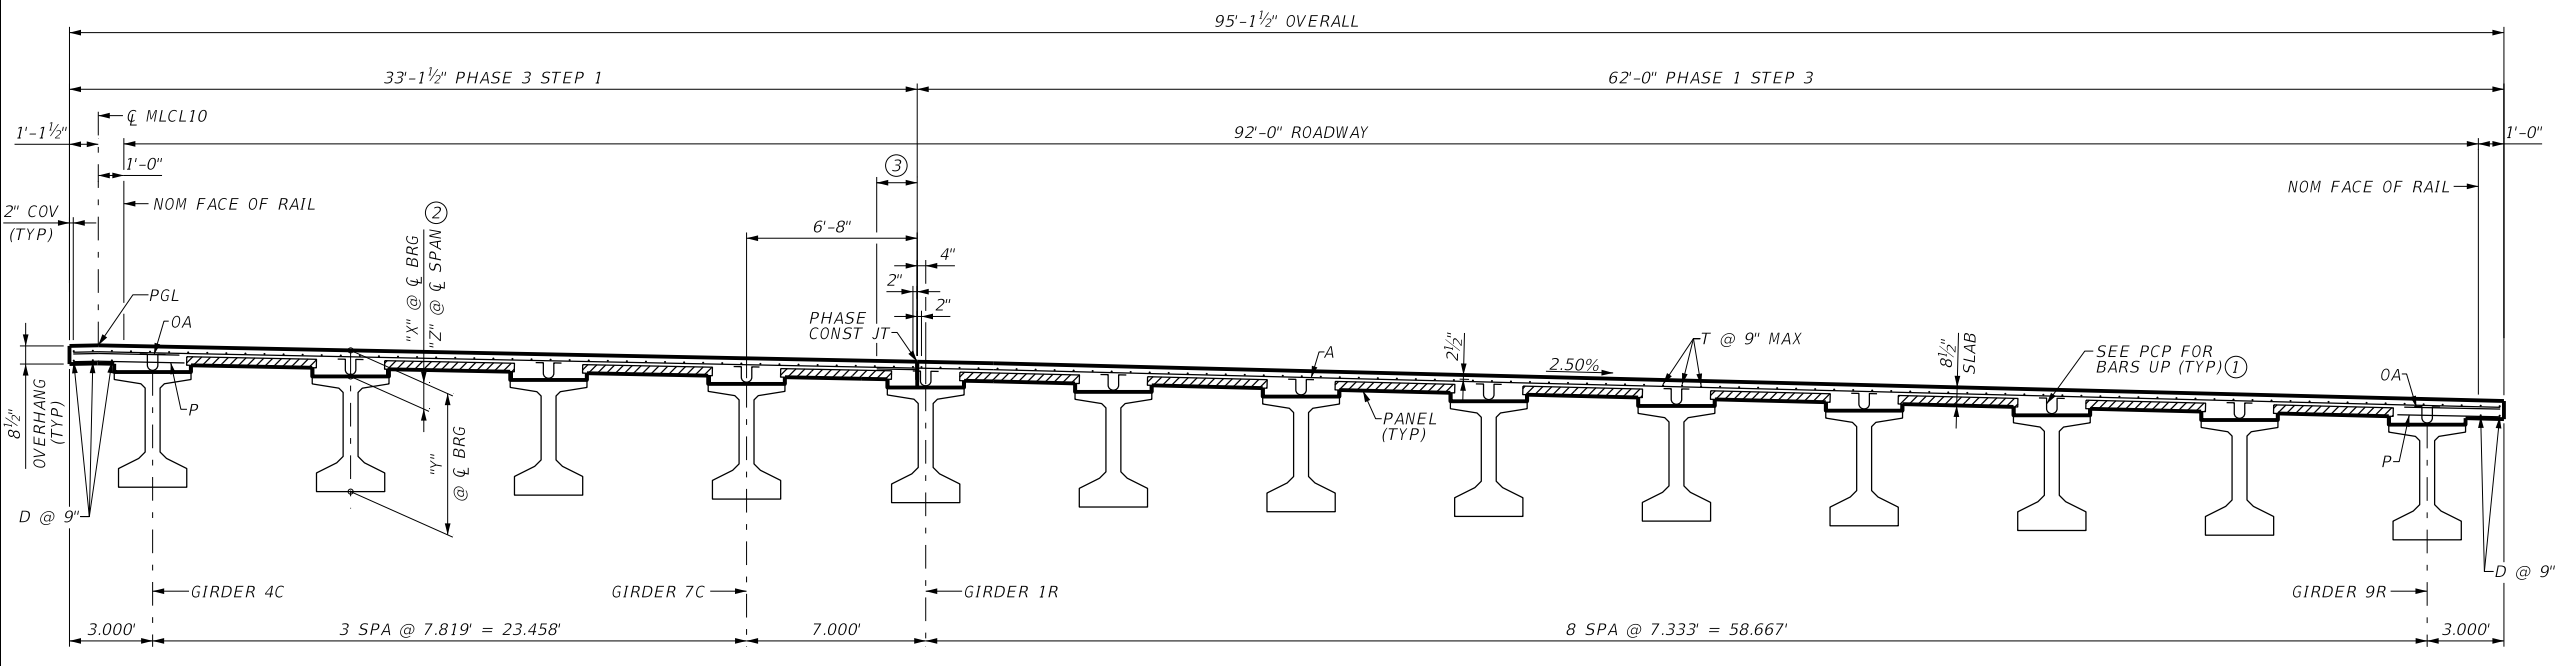 95'-1½" OVERALL
33'-1½" PHASE 3 STEP 1
62'-0" PHASE 1 STEP 3
℄ MLCL10
1'-1½"
92'-0" ROADWAY
1'-0"
1'-0"
3
NOM FACE OF RAIL
NOM FACE OF RAIL
2" COV
(TYP)
2
"X" @ ℄ BRG
"Z" @ ℄ SPAN
6'-8"
4"
2"
2"
PGL
OA
PHASE
CONST JT
A
2½"
2.50%
T @ 9" MAX
8½"
SLAB
SEE PCP FOR
BARS UP (TYP) 1
OA
8½"
OVERHANG
(TYP)
P
"Y"
@ ℄ BRG
PANEL
(TYP)
P
D @ 9"
D @ 9"
GIRDER 4C
GIRDER 7C
GIRDER 1R
GIRDER 9R
3.000'
3 SPA @ 7.819' = 23.458'
7.000'
8 SPA @ 7.333' = 58.667'
3.000'